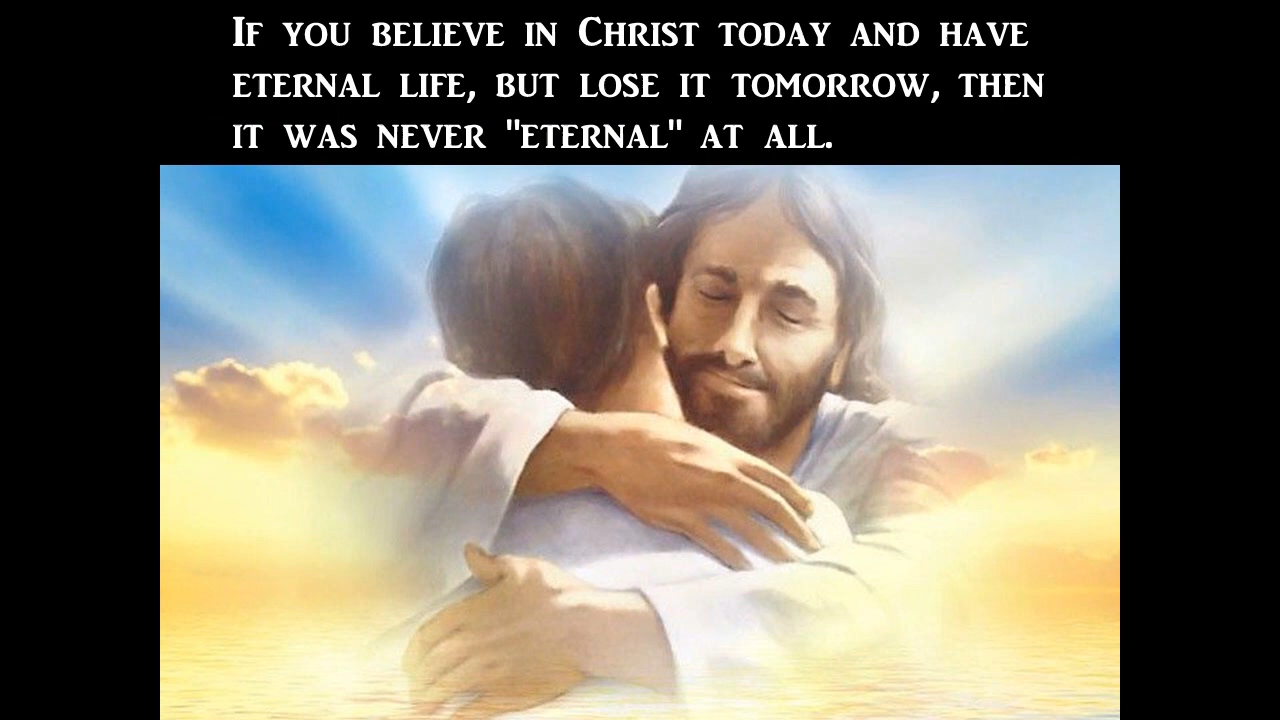 If you believe in Christ today and have
eternal life, but lose it tomorrow, then
it was never "eternal" at all.